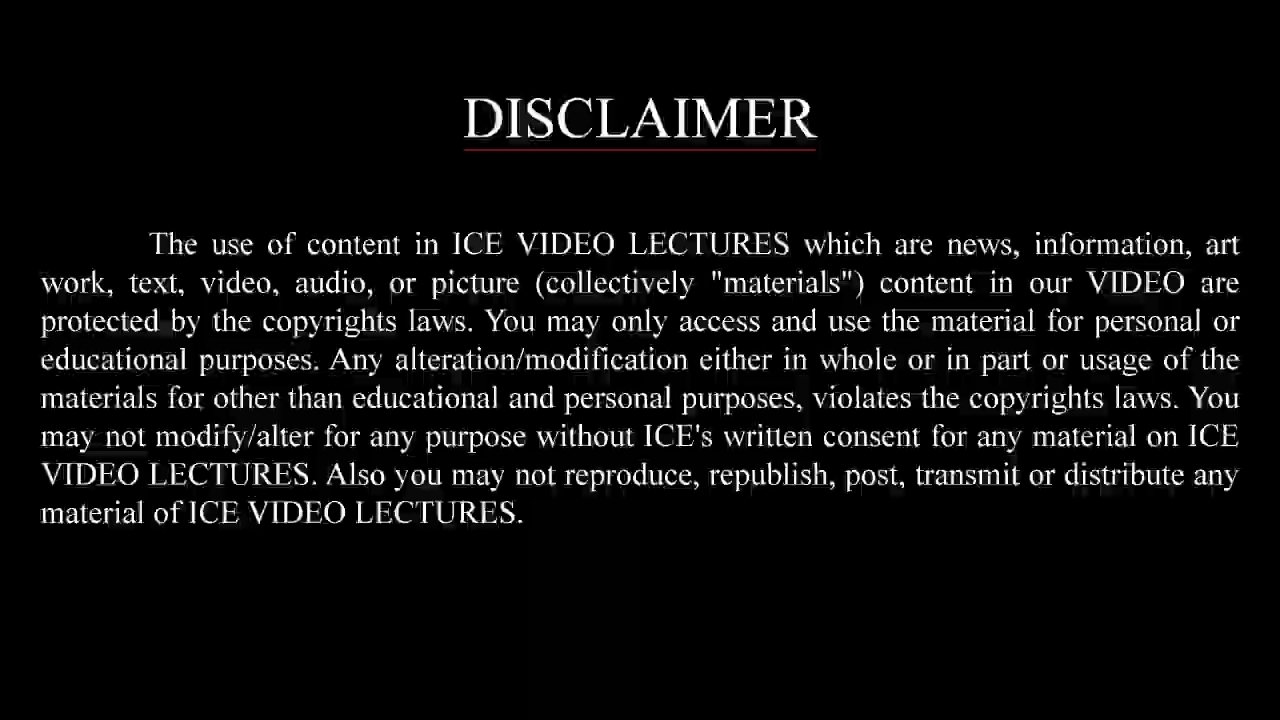 DISCLAIMER
The use of content in ICE VIDEO LECTURES which are news, information, art
work, text, video, audio, or picture (collectively "materials") content in our VIDEO are
protected by the copyrights laws. You may only access and use the material for personal or
educational purposes. Any alteration/modification either in whole or in part or usage of the
materials for other than educational and personal purposes, violates the copyrights laws. You
may not modify/alter for any purpose without ICE's written consent for any material on ICE
VIDEO LECTURES. Also you may not reproduce, republish, post, transmit or distribute any
material of ICE VIDEO LECTURES.